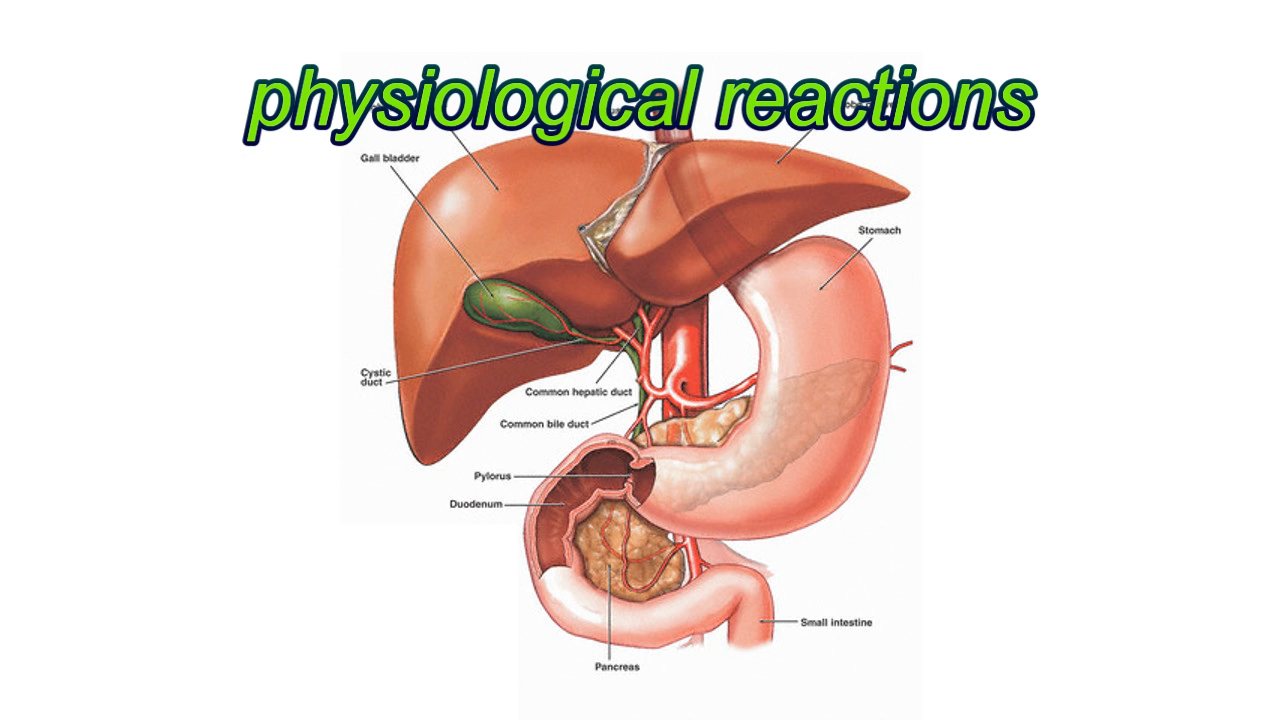 physiological reactions
Gall bladder
Stomach
Cystic
duct
Common hepatic duct
Common bile duct
Pylorus
Duodenum
Small intestine
Pancreas